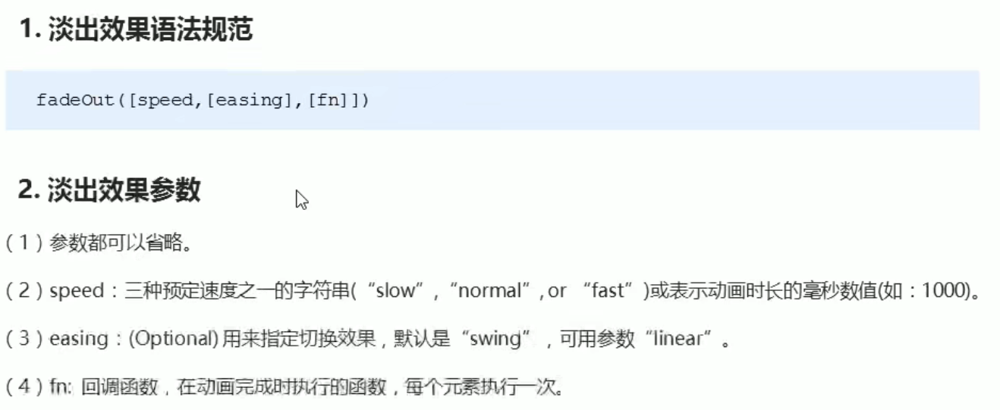 1. 淡出效果语法规范
fadeOut([speed,[easing],[fn]])
2. 淡出效果参数
(1)参数都可以省略。
(2)speed:三种预定速度之一的字符串(“slow”,“normal”,or “fast”)或表示动画时长的毫秒数值(如:1000)。
(3)easing:(Optional) 用来指定切换效果,默认是“swing”,可用参数“linear”。
(4)fn: 回调函数,在动画完成时执行的函数,每个元素执行一次。